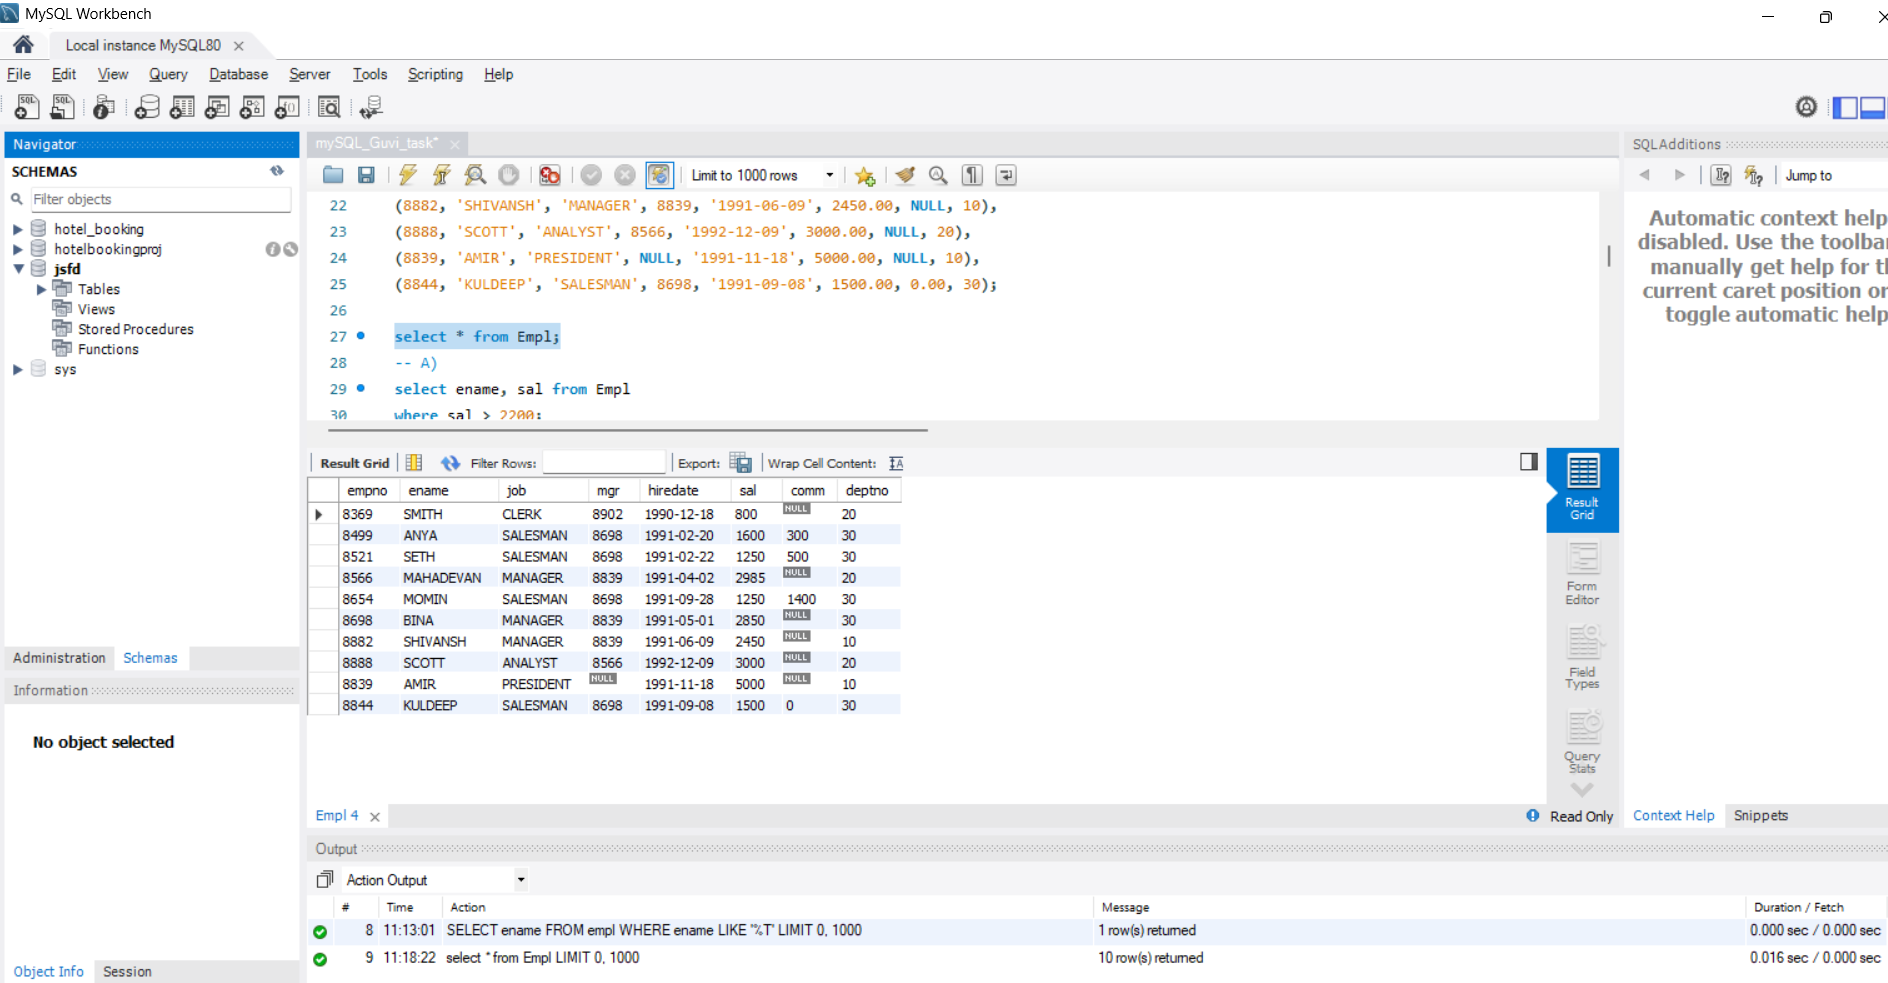 MySQL Workbench
Local instance MySQL80
File Edit View Query Database Server Tools Scripting Help
Navigator
SCHEMAS
Filter objects
hotel_booking
hotelbookingproj
jsfd
Tables
Views
Stored Procedures
Functions
sys
Administration Schemas
Information
No object selected
Object Info Session
mySQL_Guvi_task*
Limit to 1000 rows
22 (8882, 'SHIVANSH', 'MANAGER', 8839, '1991-06-09', 2450.00, NULL, 10),
23 (8888, 'SCOTT', 'ANALYST', 8566, '1992-12-09', 3000.00, NULL, 20),
24 (8839, 'AMIR', 'PRESIDENT', NULL, '1991-11-18', 5000.00, NULL, 10),
25 (8844, 'KULDEEP', 'SALESMAN', 8698, '1991-09-08', 1500.00, 0.00, 30);
26
27 select * from Empl;
28 -- A)
29 select ename, sal from Empl
30 where sal > 2200;
Result Grid Filter Rows: Export: Wrap Cell Content:
empno ename job mgr hiredate sal comm deptno
8369 SMITH CLERK 8902 1990-12-18 800 NULL 20
8499 ANYA SALESMAN 8698 1991-02-20 1600 300 30
8521 SETH SALESMAN 8698 1991-02-22 1250 500 30
8566 MAHADEVAN MANAGER 8839 1991-04-02 2985 NULL 20
8654 MOMIN SALESMAN 8698 1991-09-28 1250 1400 30
8698 BINA MANAGER 8839 1991-05-01 2850 NULL 30
8882 SHIVANSH MANAGER 8839 1991-06-09 2450 NULL 10
8888 SCOTT ANALYST 8566 1992-12-09 3000 NULL 20
8839 AMIR PRESIDENT NULL 1991-11-18 5000 NULL 10
8844 KULDEEP SALESMAN 8698 1991-09-08 1500 0 30
Result
Grid
Form
Editor
Field
Types
Query
Stats
Empl 4
Read Only
SQLAdditions
Jump to
Automatic context help
disabled. Use the toolba
manually get help for t
current caret position or
toggle automatic help
Context Help Snippets
Output
Action Output
# Time Action Message Duration / Fetch
8 11:13:01 SELECT ename FROM empl WHERE ename LIKE '%T' LIMIT 0, 1000 1 row(s) returned 0.000 sec / 0.000 sec
9 11:18:22 select * from Empl LIMIT 0, 1000 10 row(s) returned 0.016 sec / 0.000 sec